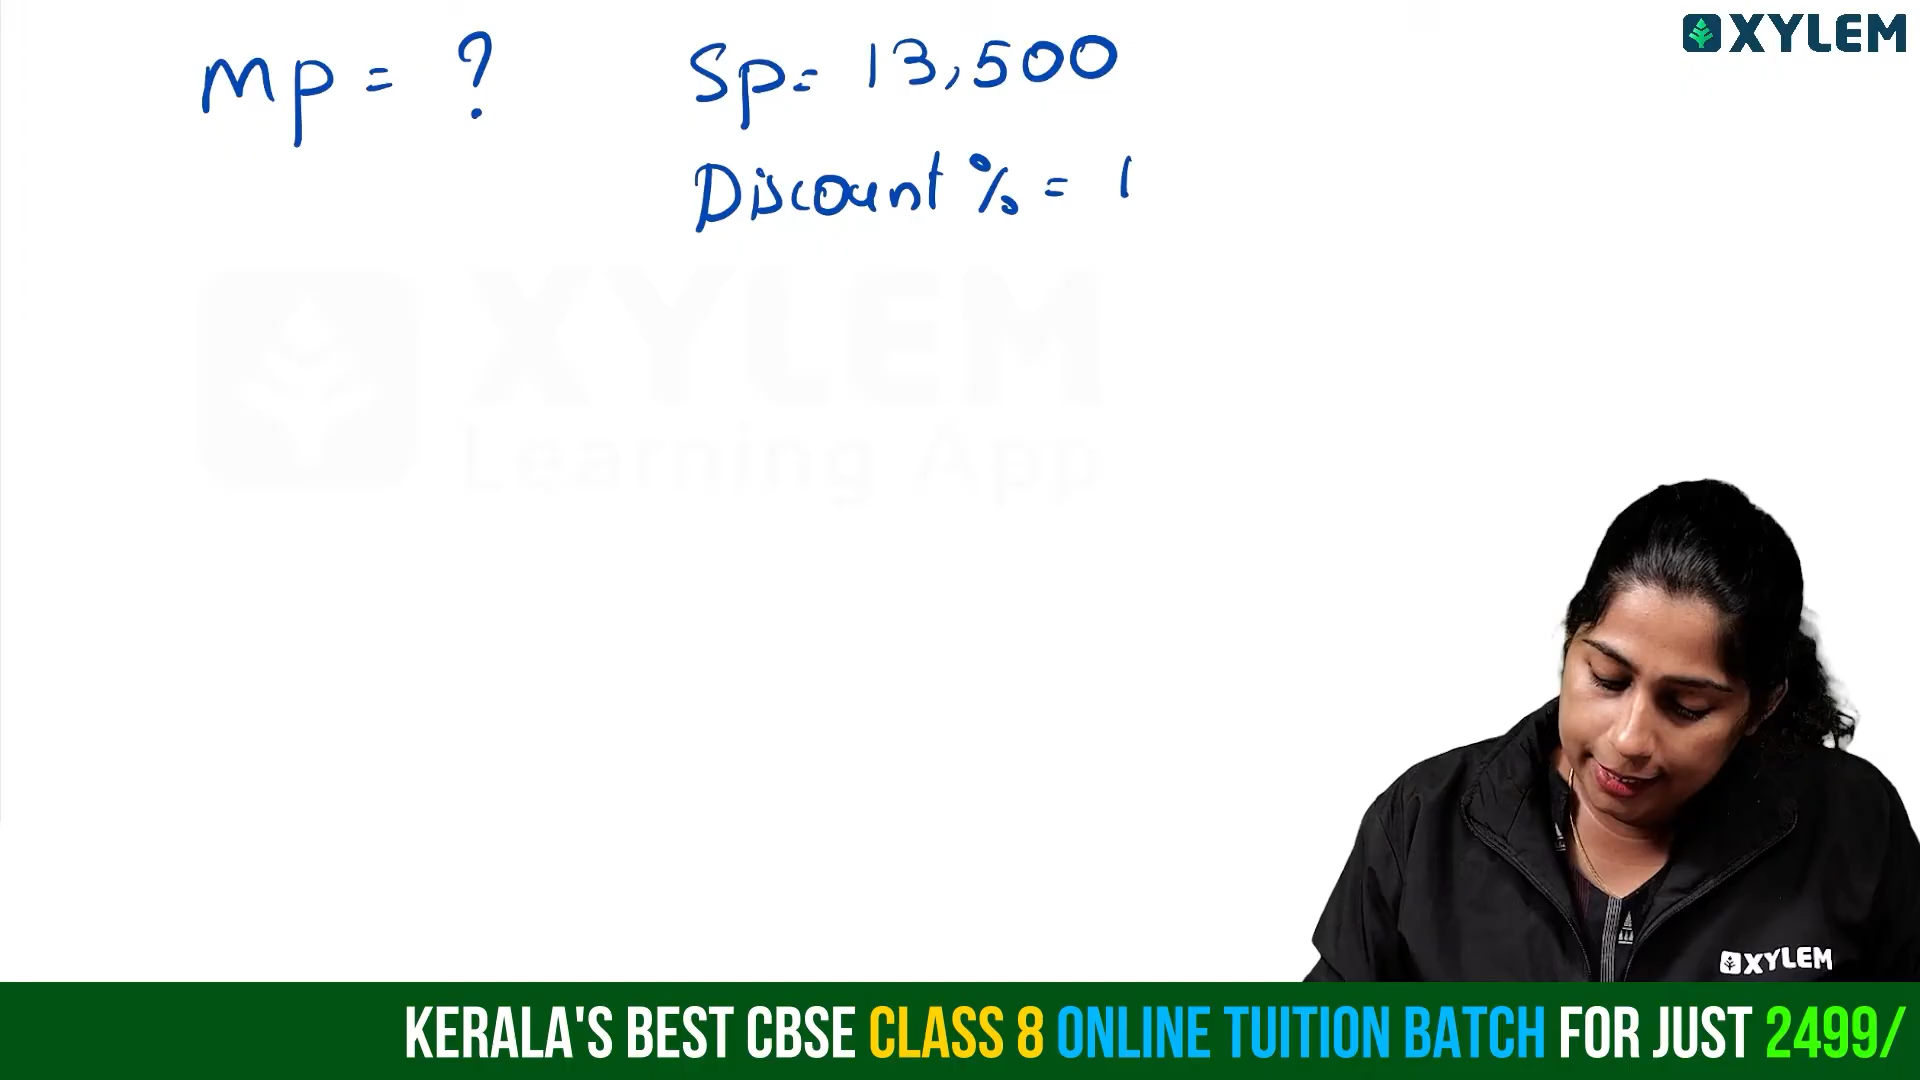 XYLEM
MP = ? SP = 13,500
Discount % = 1
XYLEM
Learning App
XYLEM
KERALA'S BEST CBSE CLASS 8 ONLINE TUITION BATCH FOR JUST 2499/